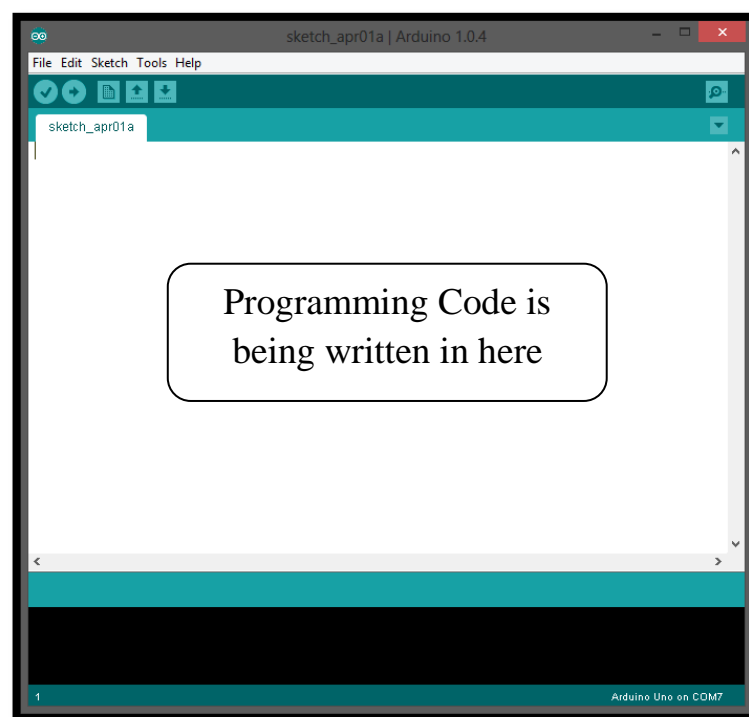 sketch_apr01a | Arduino 1.0.4
File Edit Sketch Tools Help
sketch_apr01a
Programming Code is
being written in here
1
Arduino Uno on COM7